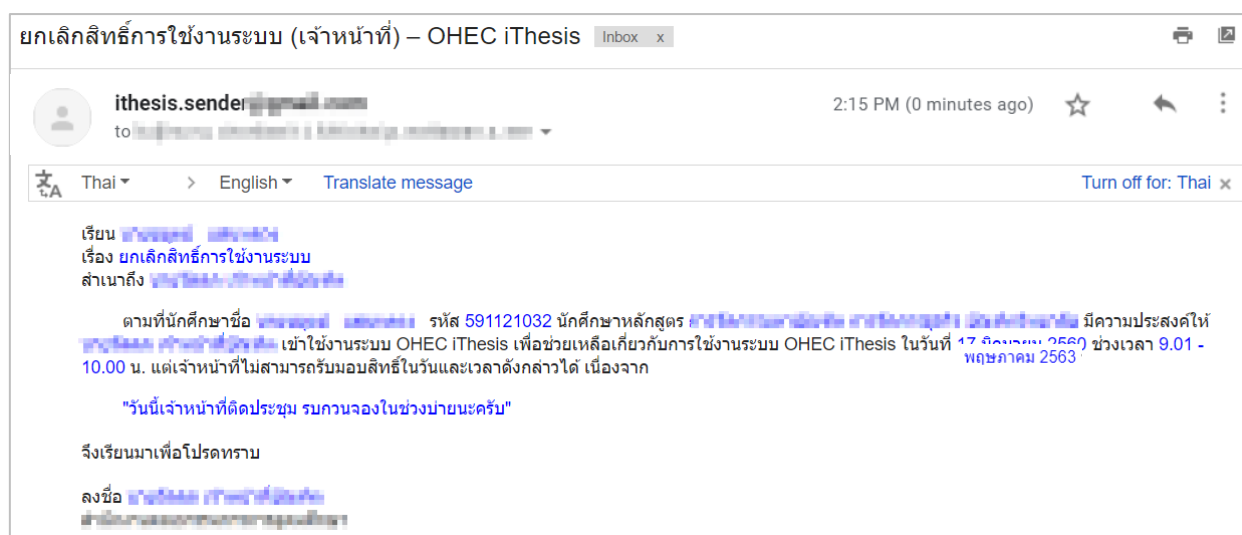 ยกเลิกสิทธิ์การใช้งานระบบ (เจ้าหน้าที่) – OHEC iThesis Inbox x
ithesis.sender 2:15 PM (0 minutes ago)
to
Thai > English Translate message Turn off for: Thai x
เรียน
เรื่อง ยกเลิกสิทธิ์การใช้งานระบบ
สำเนาถึง
ตามที่นักศึกษาชื่อ รหัส 591121032 นักศึกษาหลักสูตร มีความประสงค์ให้
เข้าใช้งานระบบ OHEC iThesis เพื่อช่วยเหลือเกี่ยวกับการใช้งานระบบ OHEC iThesis ในวันที่ 17 มิถุนายน 2560 ช่วงเวลา 9.01 -
พฤษภาคม 2563
10.00 น. แต่เจ้าหน้าที่ไม่สามารถรับมอบสิทธิ์ในวันและเวลาดังกล่าวได้ เนื่องจาก
"วันนี้เจ้าหน้าที่ติดประชุม รบกวนจองในช่วงบ่ายนะครับ"
จึงเรียนมาเพื่อโปรดทราบ
ลงชื่อ